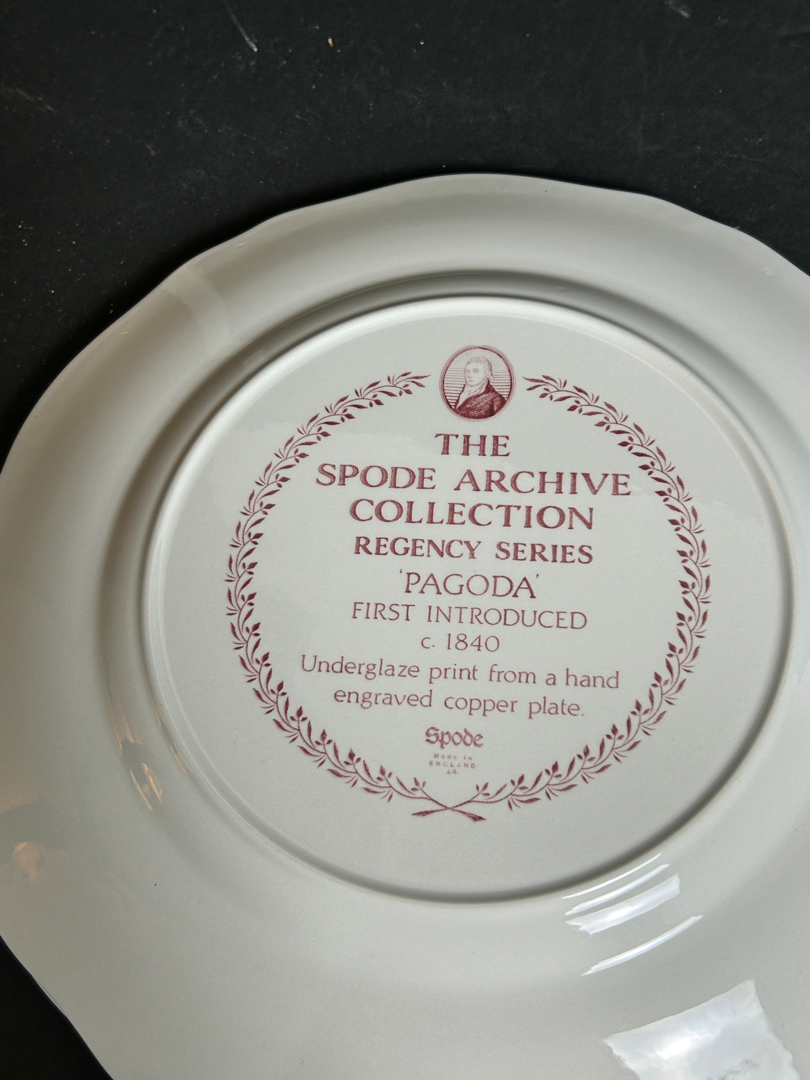 THE
SPODE ARCHIVE
COLLECTION
REGENCY SERIES
'PAGODA'
FIRST INTRODUCED
c. 1840
Underglaze print from a hand
engraved copper plate.
Spode
Made in
ENGLAND